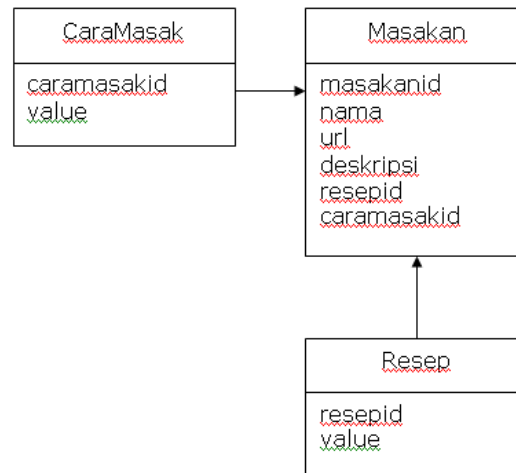 CaraMasak
caramasakid
value
Masakan
masakanid
nama
url
deskripsi
resepid
caramasakid
Resep
resepid
value